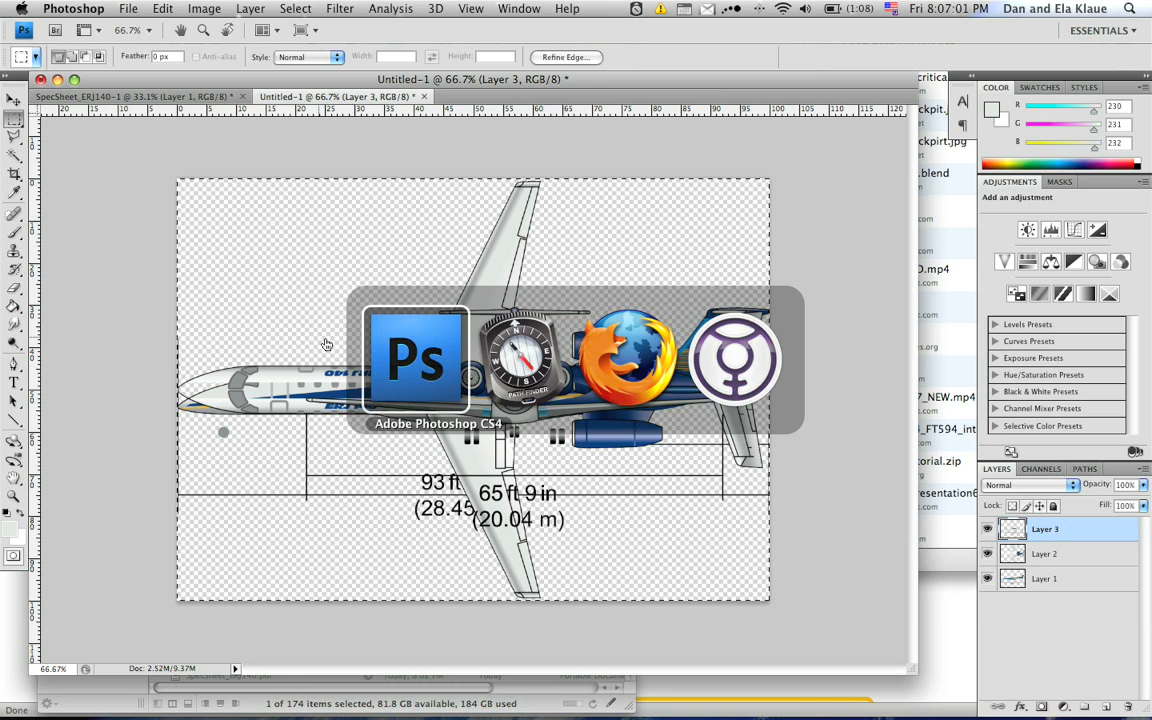 Photoshop File Edit Image Layer Select Filter Analysis 3D View Window Help (1:08) Fri 8:07:01 PM Dan and Ela Klaue
Ps Br 66.7% ESSENTIALS
Feather: 0 px Anti-alias Style: Normal Width: Height: Refine Edge...
Untitled-1 @ 66.7% (Layer 3, RGB/8) *
SpecSheet_ERJ140-1 @ 33.1% (Layer 1, RGB/8) * Untitled-1 @ 66.7% (Layer 3, RGB/8) *
COLOR SWATCHES STYLES
R 230
G 231
B 232
ADJUSTMENTS MASKS
Add an adjustment
Levels Presets
Curves Presets
Exposure Presets
Hue/Saturation Presets
Black & White Presets
Channel Mixer Presets
Selective Color Presets
LAYERS CHANNELS PATHS
Normal Opacity: 100%
Lock: Fill: 100%
Layer 3
Layer 2
Layer 1
Ps
PATH FINDER
Adobe Photoshop CS4
93 ft
(28.45
65 ft 9 in
(20.04 m)
.blend
.mp4
7_NEW.mp4
_FT594_int
torial.zip
66.67% Doc: 2.52M/9.37M
1 of 174 items selected, 81.8 GB available, 184 GB used
Done